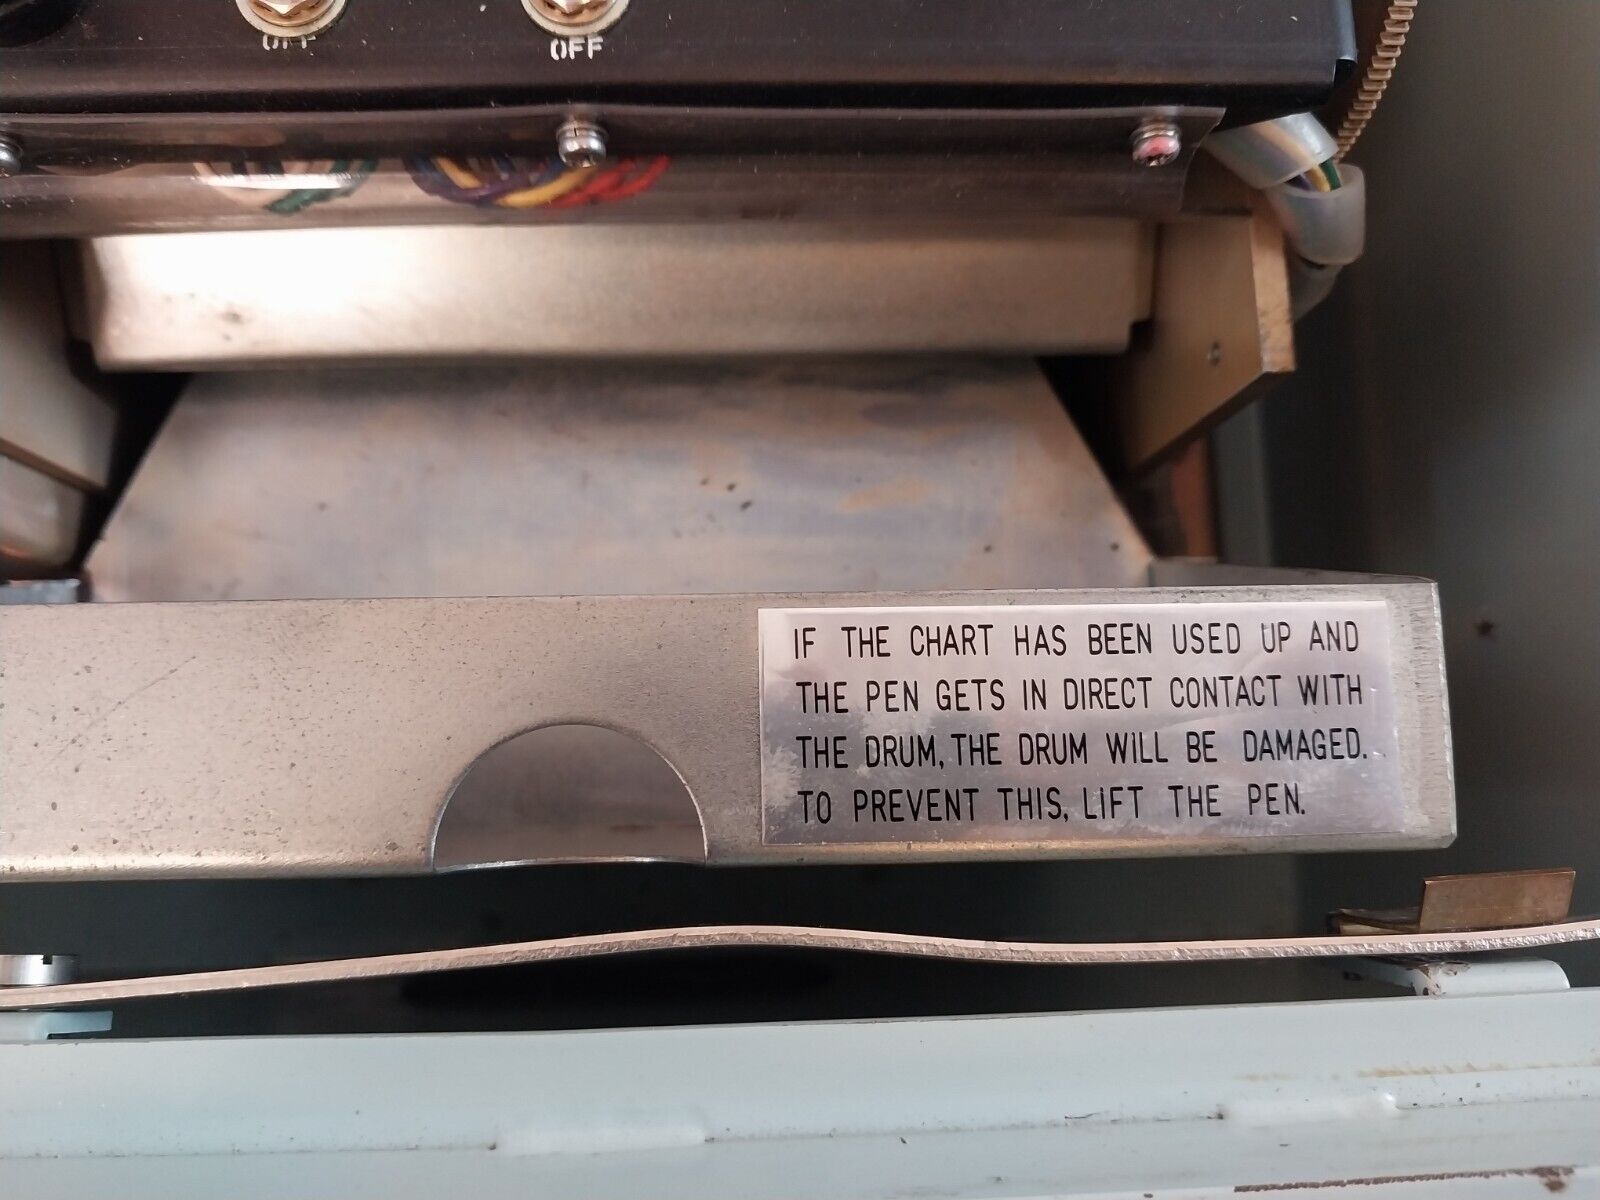 OFF
OFF
IF THE CHART HAS BEEN USED UP AND
THE PEN GETS IN DIRECT CONTACT WITH
THE DRUM, THE DRUM WILL BE DAMAGED.
TO PREVENT THIS, LIFT THE PEN.